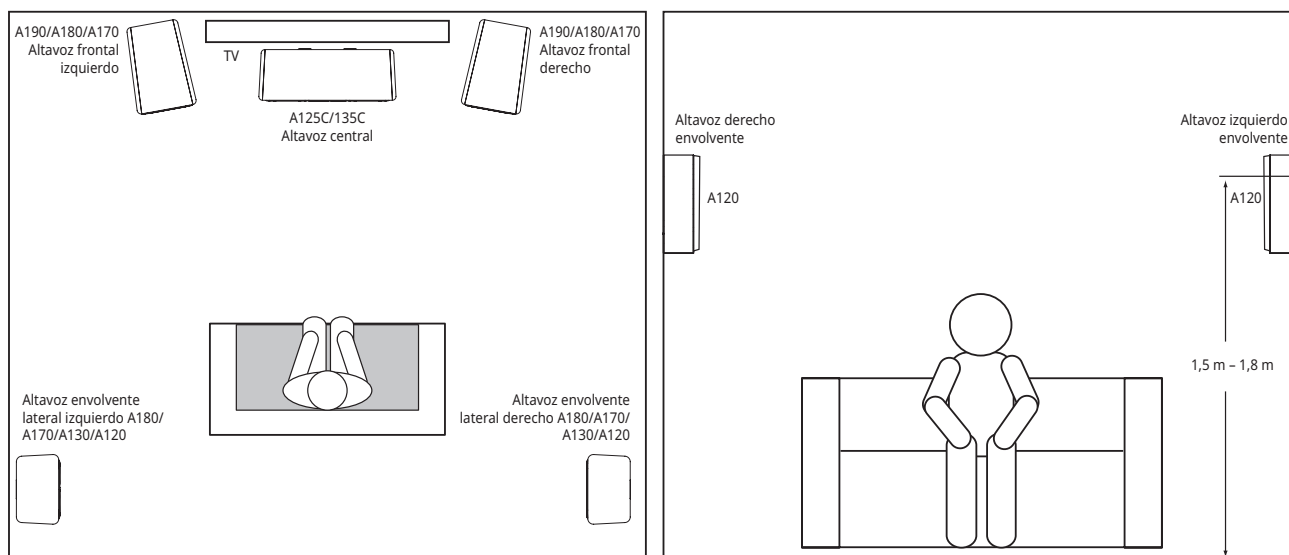 A190/A180/A170
Altavoz frontal
izquierdo
TV
A190/A180/A170
Altavoz frontal
derecho
A125C/135C
Altavoz central
Altavoz envolvente
lateral izquierdo A180/
A170/A130/A120
Altavoz envolvente
lateral derecho A180/A170/
A130/A120
Altavoz derecho
envolvente
A120
Altavoz izquierdo
envolvente
A120
1,5 m – 1,8 m